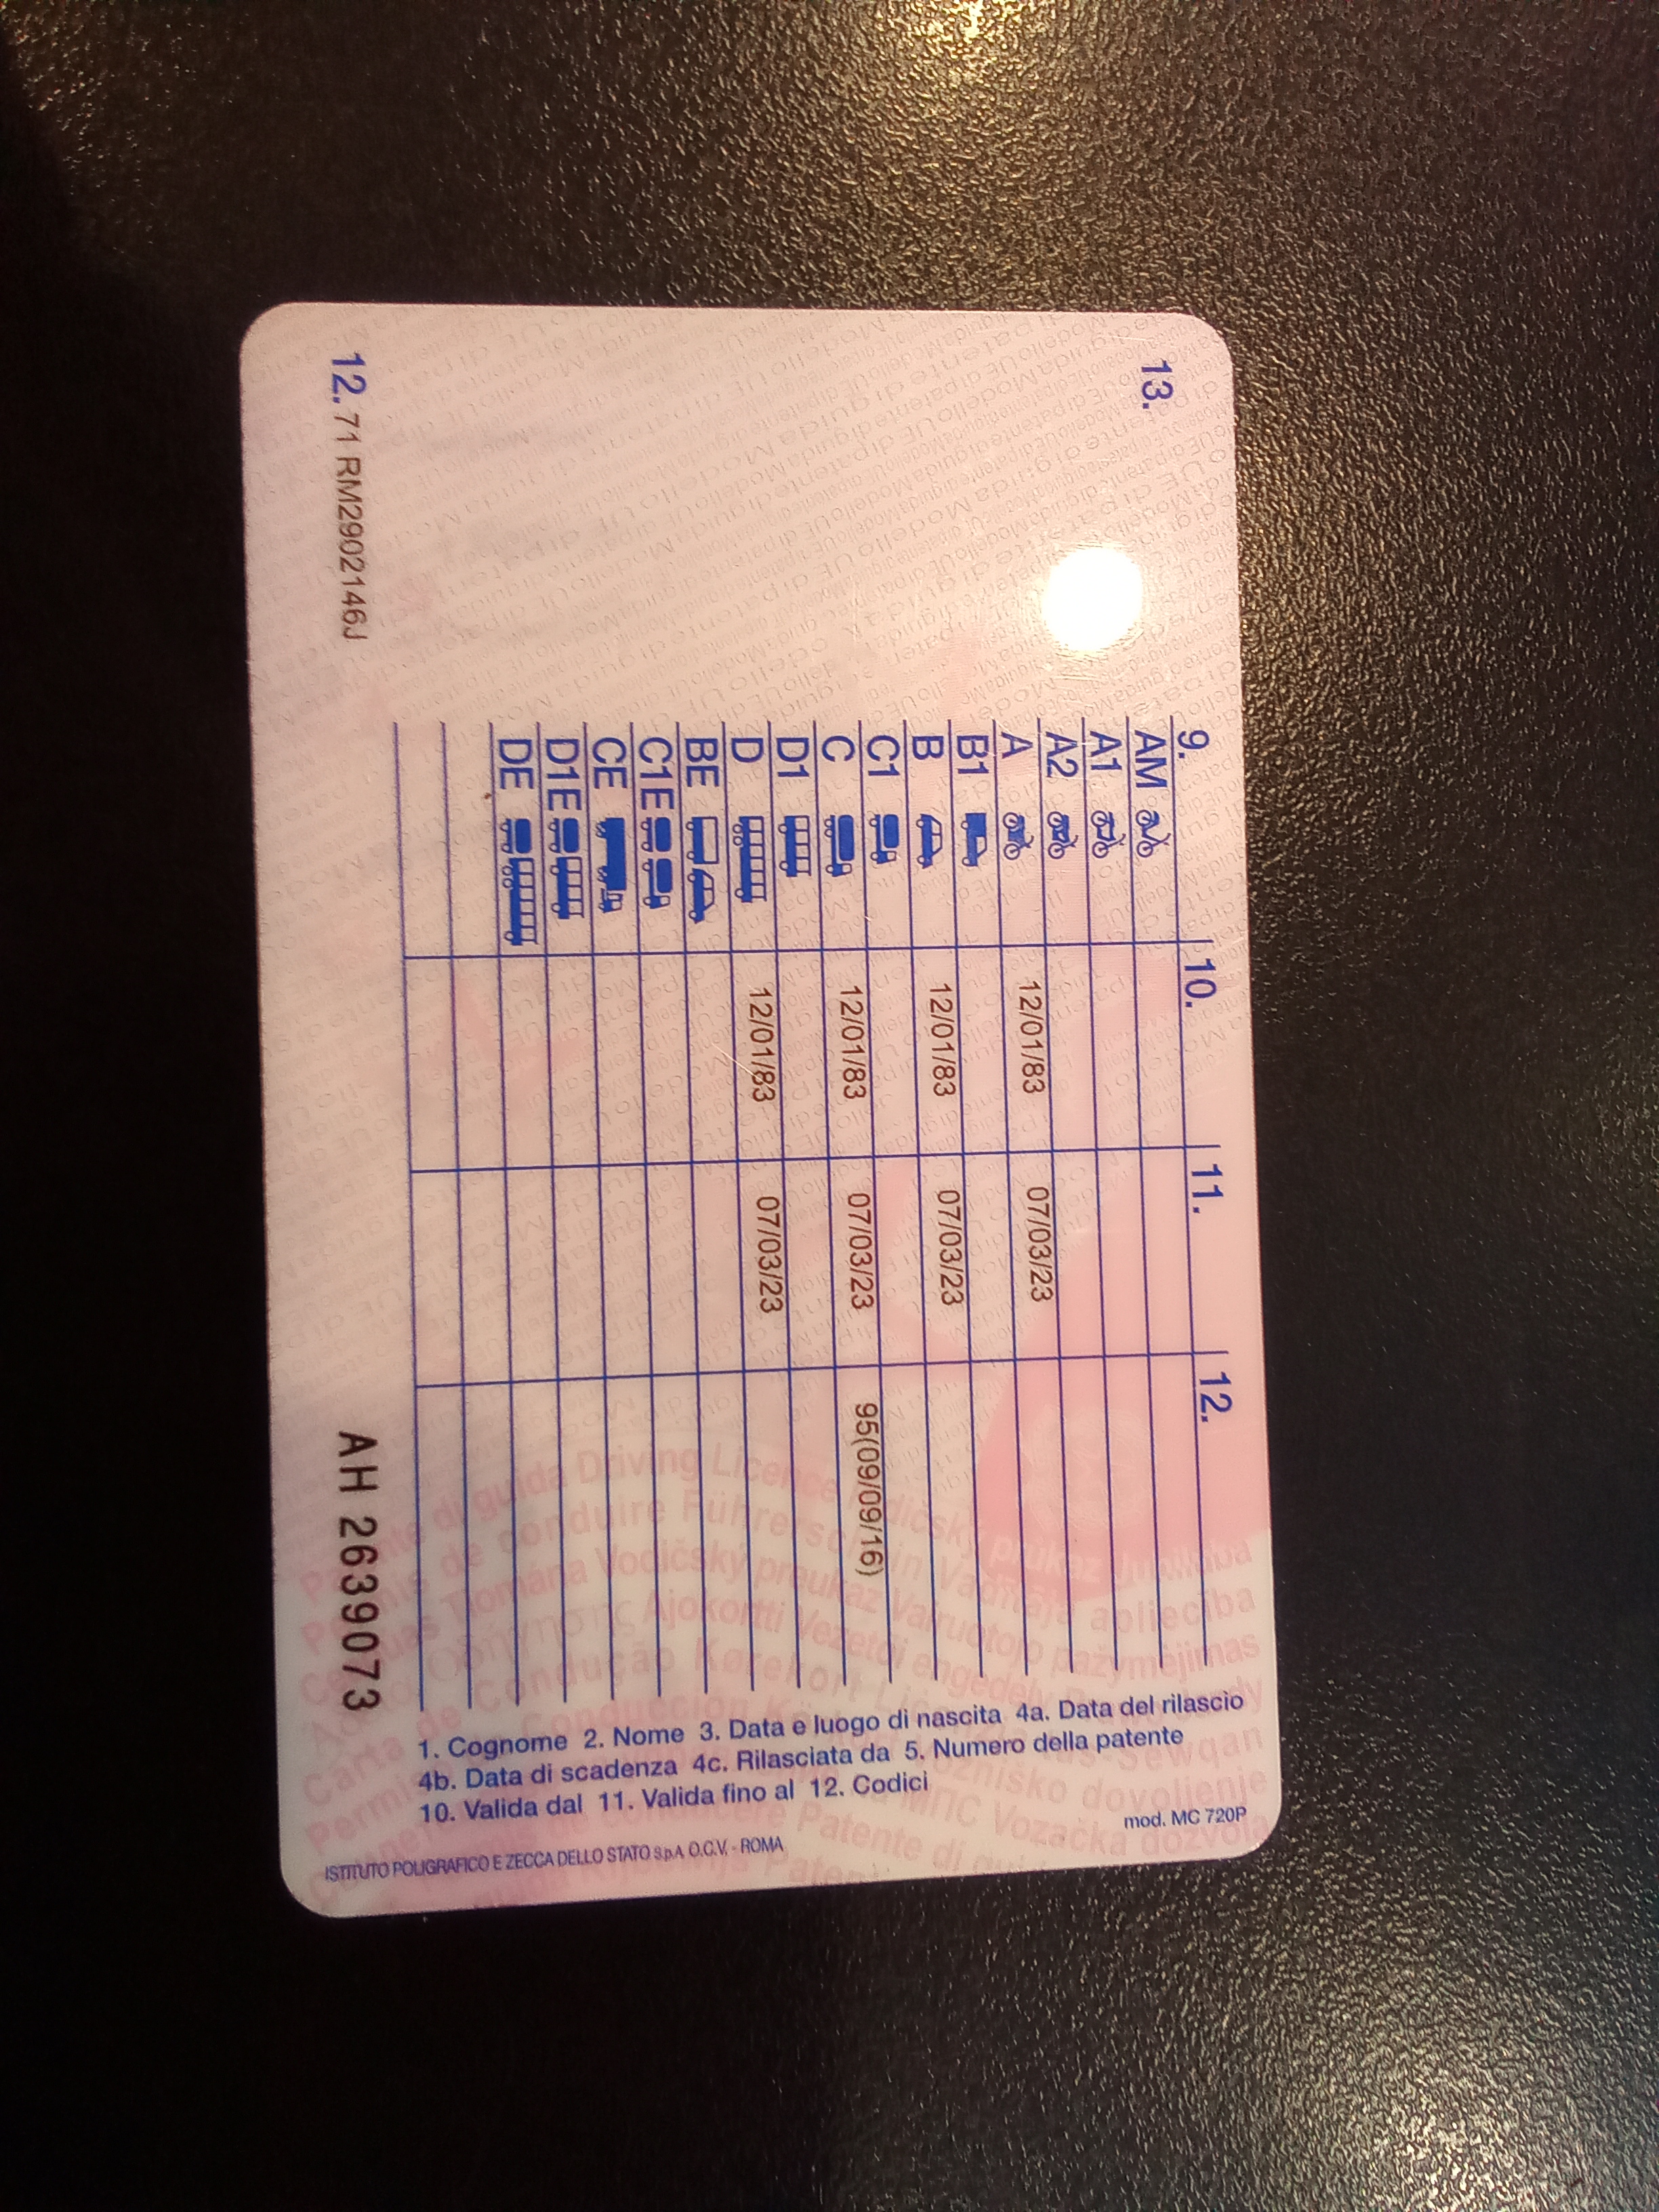 13.
9. 10. 11. 12.
AM
A1
A2
A 12/01/83 07/03/23
B1
B 12/01/83 07/03/23
C1
C 12/01/83 07/03/23 95(09/09/16)
D1
D 12/01/83 07/03/23
BE
C1E
CE
D1E
DE
12. 71 RM2902146J
AH 2639073
1. Cognome 2. Nome 3. Data e luogo di nascita 4a. Data del rilascio
4b. Data di scadenza 4c. Rilasciata da 5. Numero della patente
10. Valida dal 11. Valida fino al 12. Codici
mod. MC 720P
ISTITUTO POLIGRAFICO E ZECCA DELLO STATO S.p.A. O.C.V. - ROMA